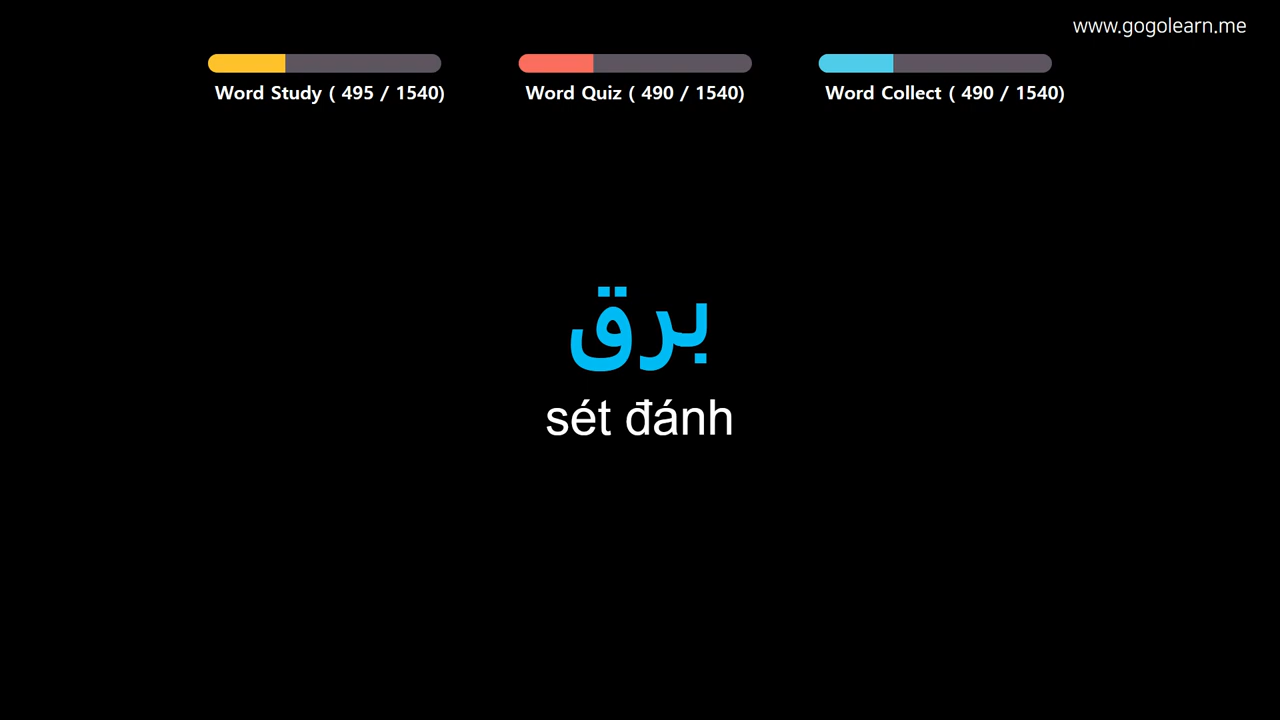 www.gogolearn.me
Word Study ( 495 / 1540)
Word Quiz ( 490 / 1540)
Word Collect ( 490 / 1540)
برق
sét đánh